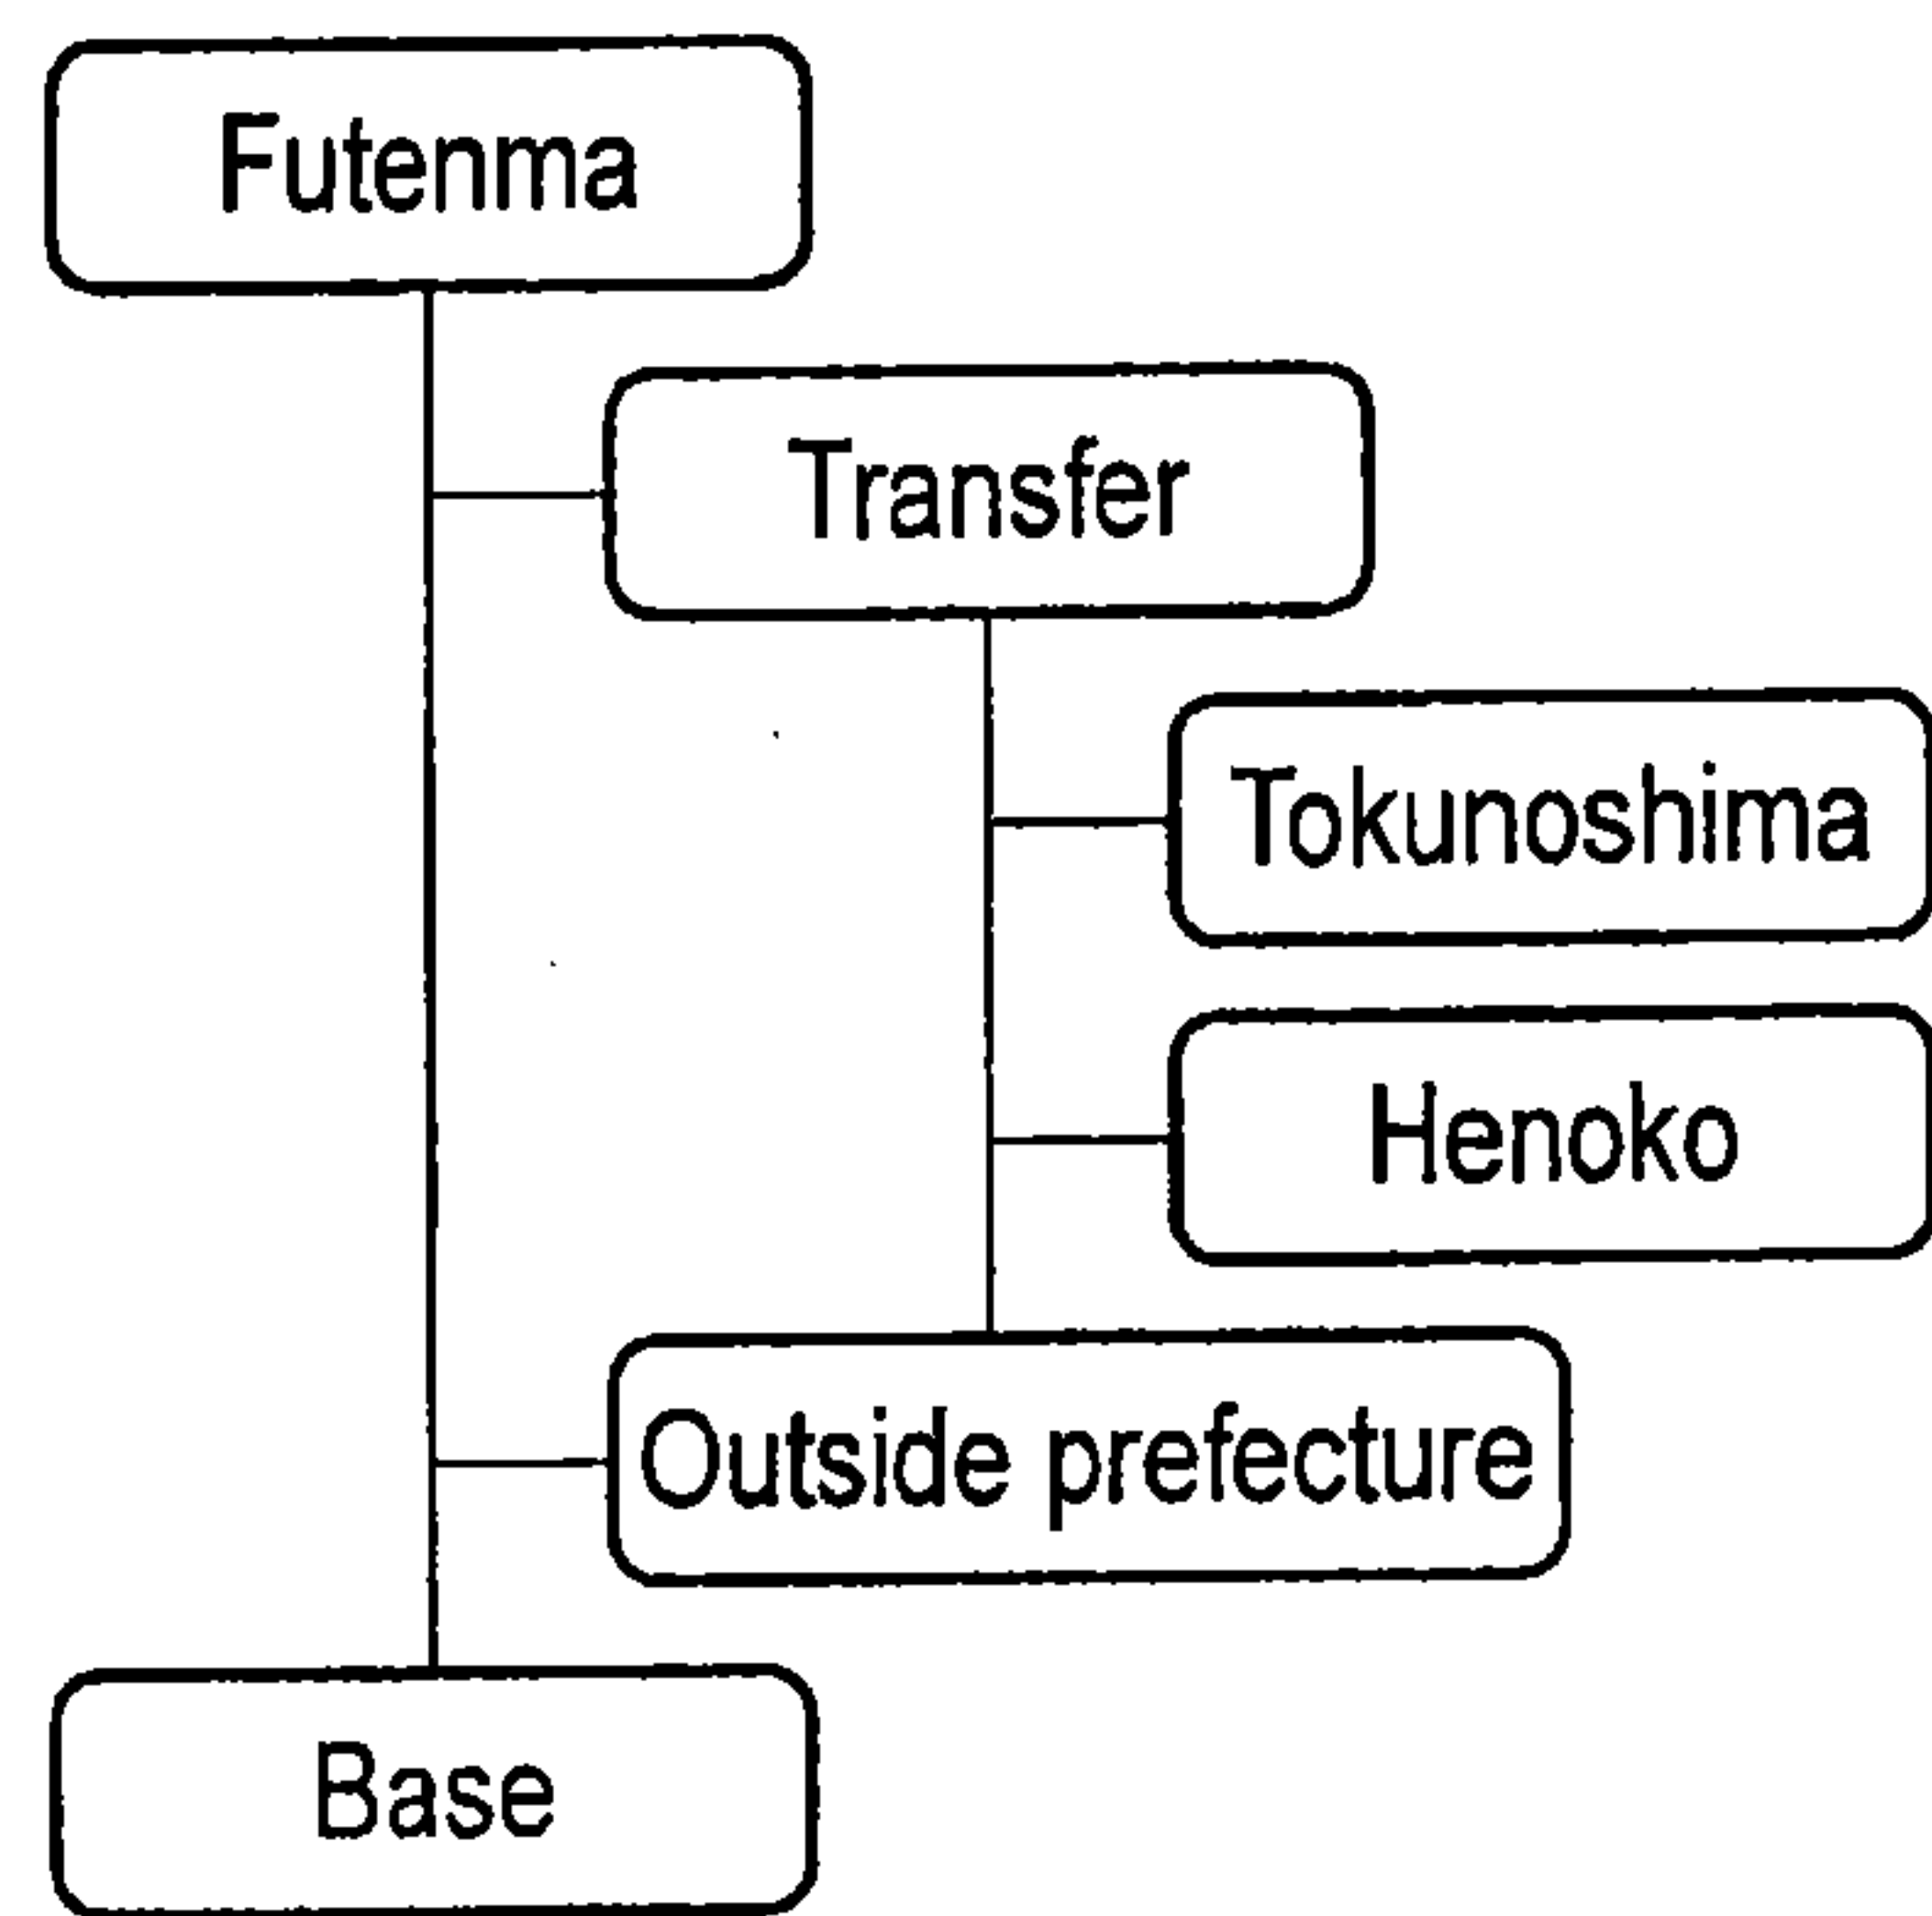 Futenma
Transfer
Tokunoshima
Henoko
Outside prefecture
Base